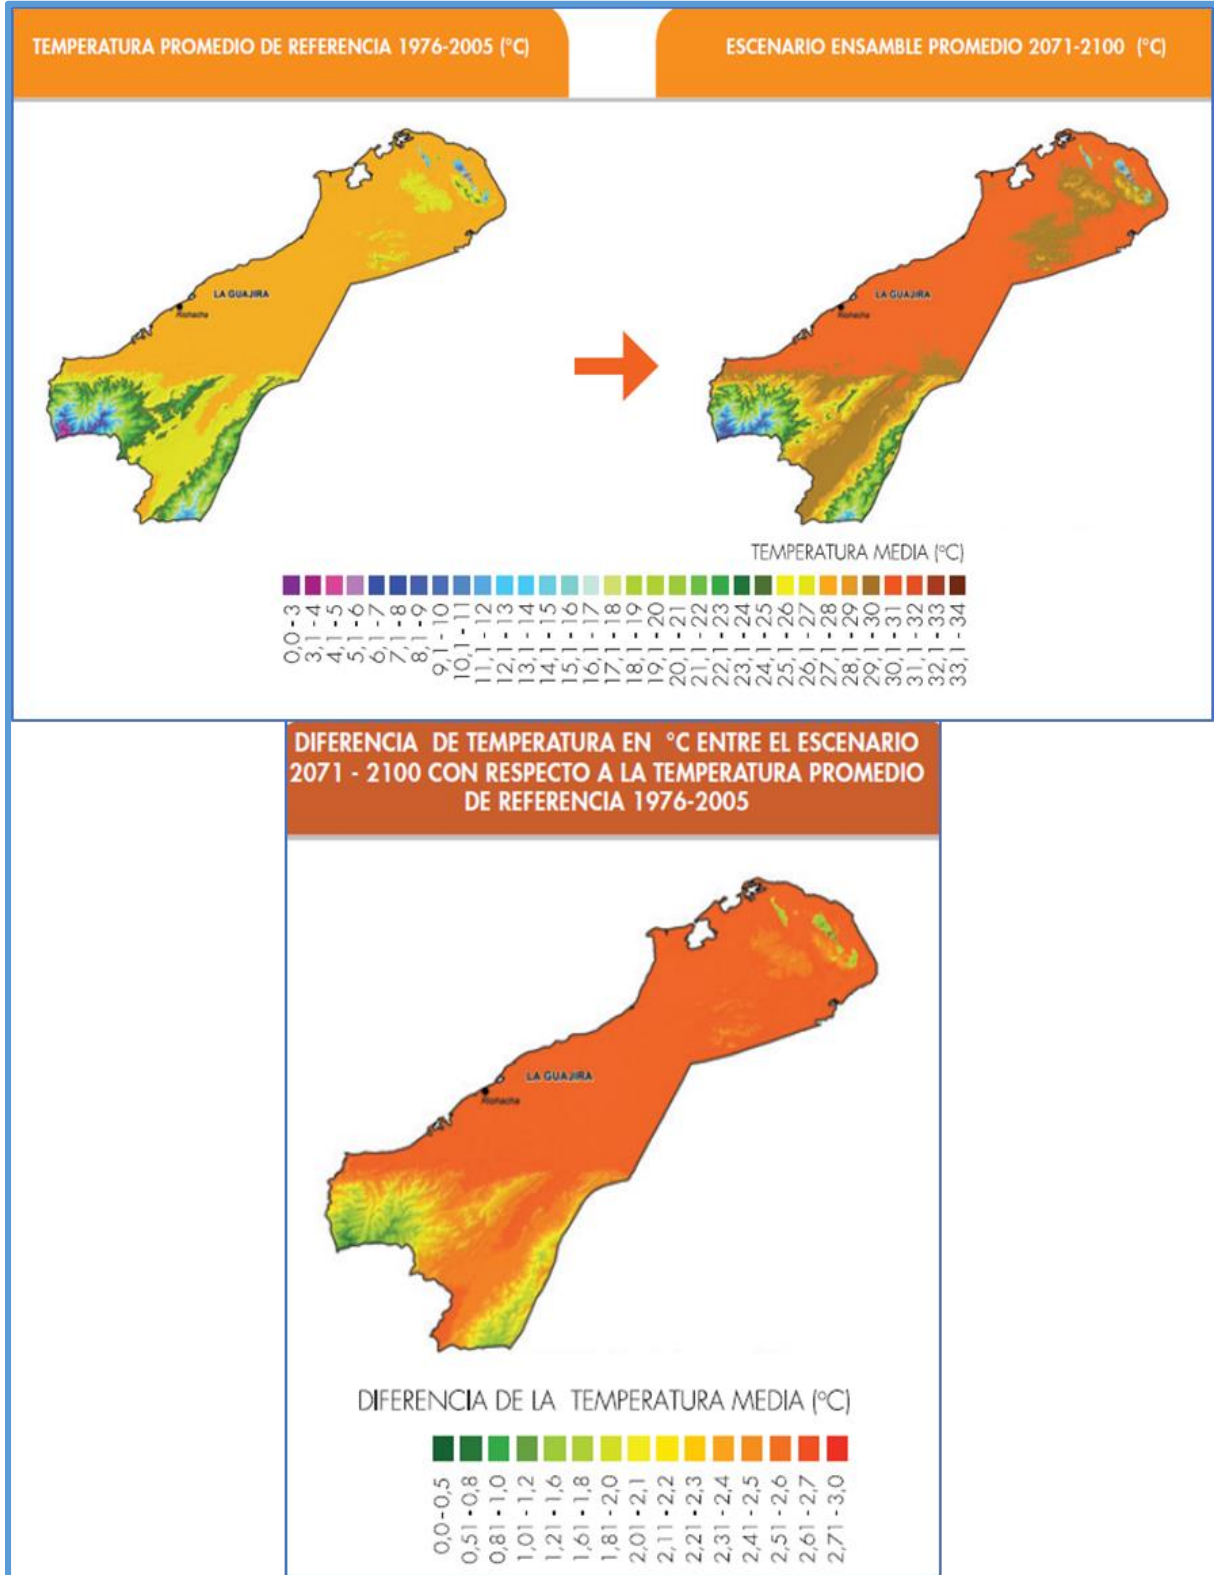 TEMPERATURA PROMEDIO DE REFERENCIA 1976-2005 (°C)
ESCENARIO ENSAMBLE PROMEDIO 2071-2100 (°C)
LA GUAJIRA
Riohacha
LA GUAJIRA
Riohacha
TEMPERATURA MEDIA (°C)
0,0 - 3
3,1 - 4
4,1 - 5
5,1 - 6
6,1 - 7
7,1 - 8
8,1 - 9
9,1 - 10
10,1 - 11
11,1 - 12
12,1 - 13
13,1 - 14
14,1 - 15
15,1 - 16
16,1 - 17
17,1 - 18
18,1 - 19
19,1 - 20
20,1 - 21
21,1 - 22
22,1 - 23
23,1 - 24
24,1 - 25
25,1 - 26
26,1 - 27
27,1 - 28
28,1 - 29
29,1 - 30
30,1 - 31
31,1 - 32
32,1 - 33
33,1 - 34
DIFERENCIA DE TEMPERATURA EN °C ENTRE EL ESCENARIO
2071 - 2100 CON RESPECTO A LA TEMPERATURA PROMEDIO
DE REFERENCIA 1976-2005
LA GUAJIRA
Riohacha
DIFERENCIA DE LA TEMPERATURA MEDIA (°C)
0,0 - 0,5
0,51 - 0,8
0,81 - 1,0
1,01 - 1,2
1,21 - 1,6
1,61 - 1,8
1,81 - 2,0
2,01 - 2,1
2,11 - 2,2
2,21 - 2,3
2,31 - 2,4
2,41 - 2,5
2,51 - 2,6
2,61 - 2,7
2,71 - 3,0